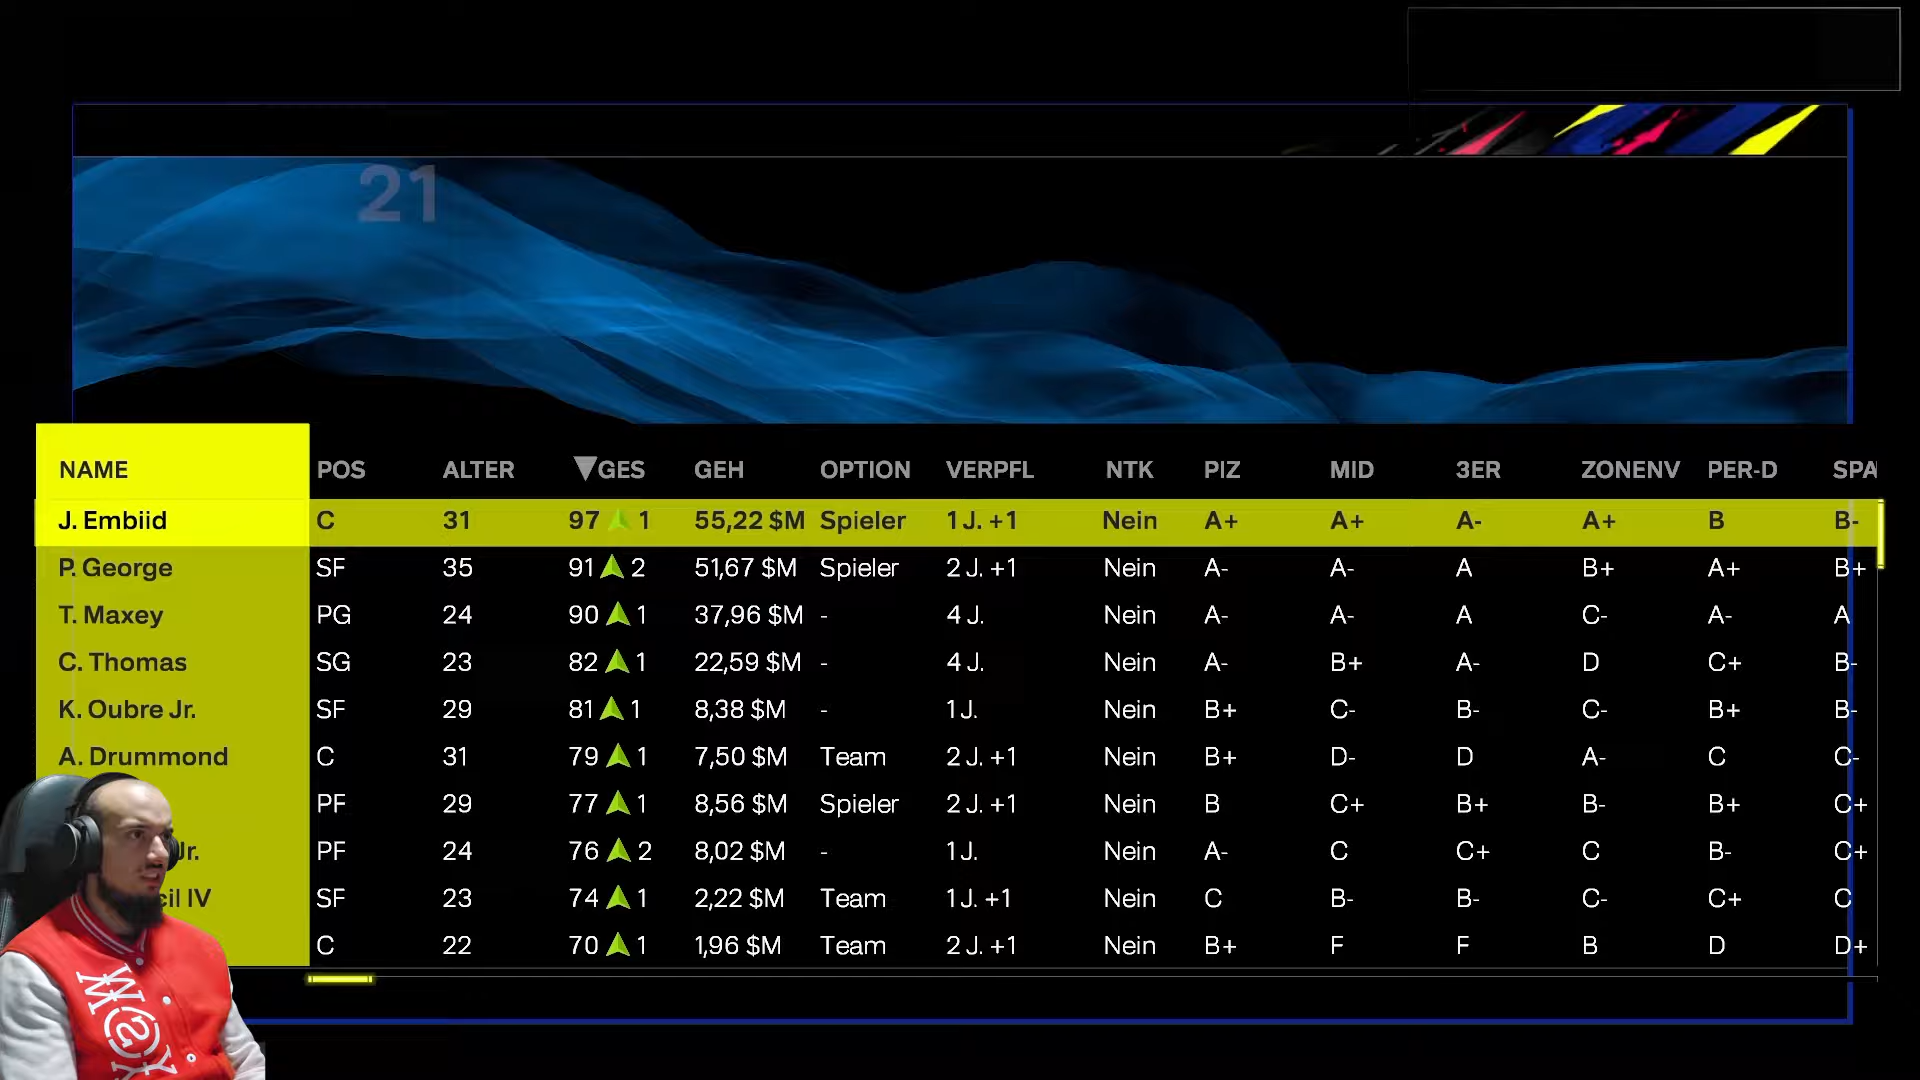 21
NAME POS ALTER ▼GES GEH OPTION VERPFL NTK PIZ MID 3ER ZONENV PER-D SPA
J. Embiid C 31 97 ▲ 1 55,22 $M Spieler 1 J. +1 Nein A+ A+ A- A+ B B-
P. George SF 35 91 ▲ 2 51,67 $M Spieler 2 J. +1 Nein A- A- A B+ A+ B+
T. Maxey PG 24 90 ▲ 1 37,96 $M - 4 J. Nein A- A- A C- A- A
C. Thomas SG 23 82 ▲ 1 22,59 $M - 4 J. Nein A- B+ A- D C+ B-
K. Oubre Jr. SF 29 81 ▲ 1 8,38 $M - 1 J. Nein B+ C- B- C- B+ B-
A. Drummond C 31 79 ▲ 1 7,50 $M Team 2 J. +1 Nein B+ D- D A- C C-
PF 29 77 ▲ 1 8,56 $M Spieler 2 J. +1 Nein B C+ B+ B- B+ C+
Jr. PF 24 76 ▲ 2 8,02 $M - 1 J. Nein A- C C+ C B- C+
cil IV SF 23 74 ▲ 1 2,22 $M Team 1 J. +1 Nein C B- B- C- C+ C
C 22 70 ▲ 1 1,96 $M Team 2 J. +1 Nein B+ F F B D D+